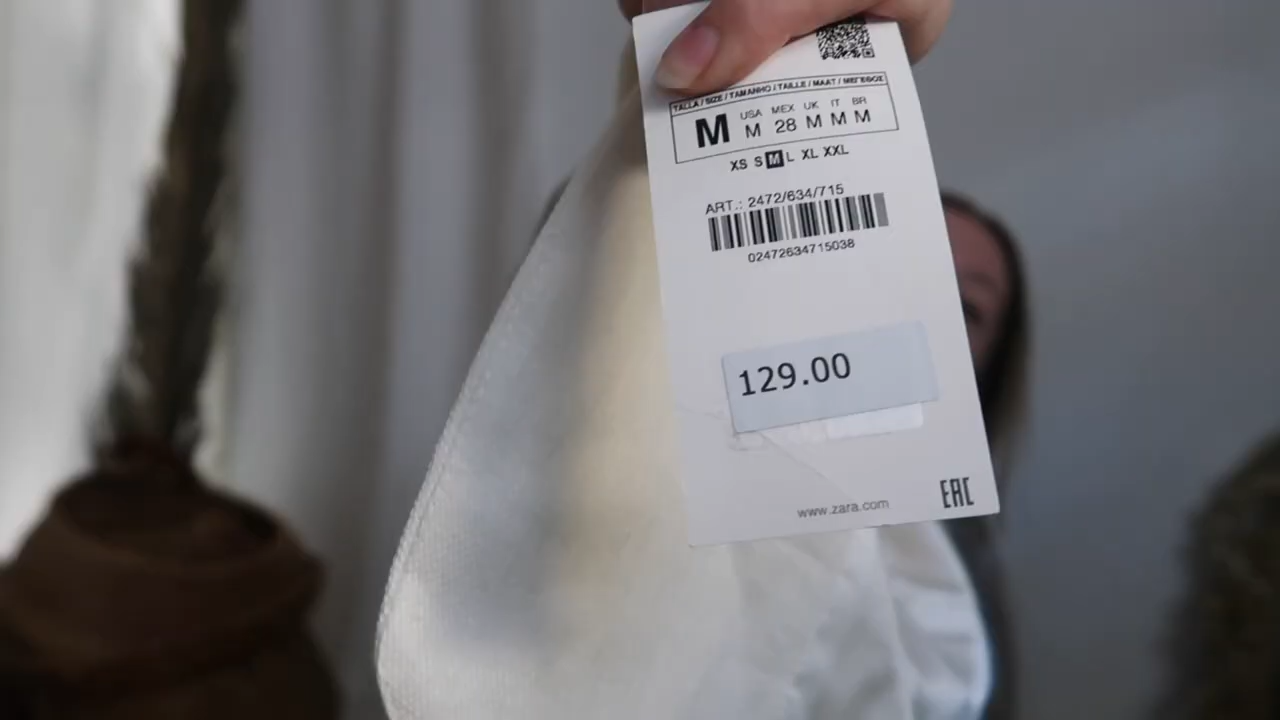 TALLA / SIZE / TAMANHO / TAILLE / MAAT / ΜΕΓΕΘΟΣ
M USA MEX UK IT BR
M 28 M M M
XS S M L XL XXL
ART.: 2472/634/715
02472634715038
129.00
www.zara.com
EAC